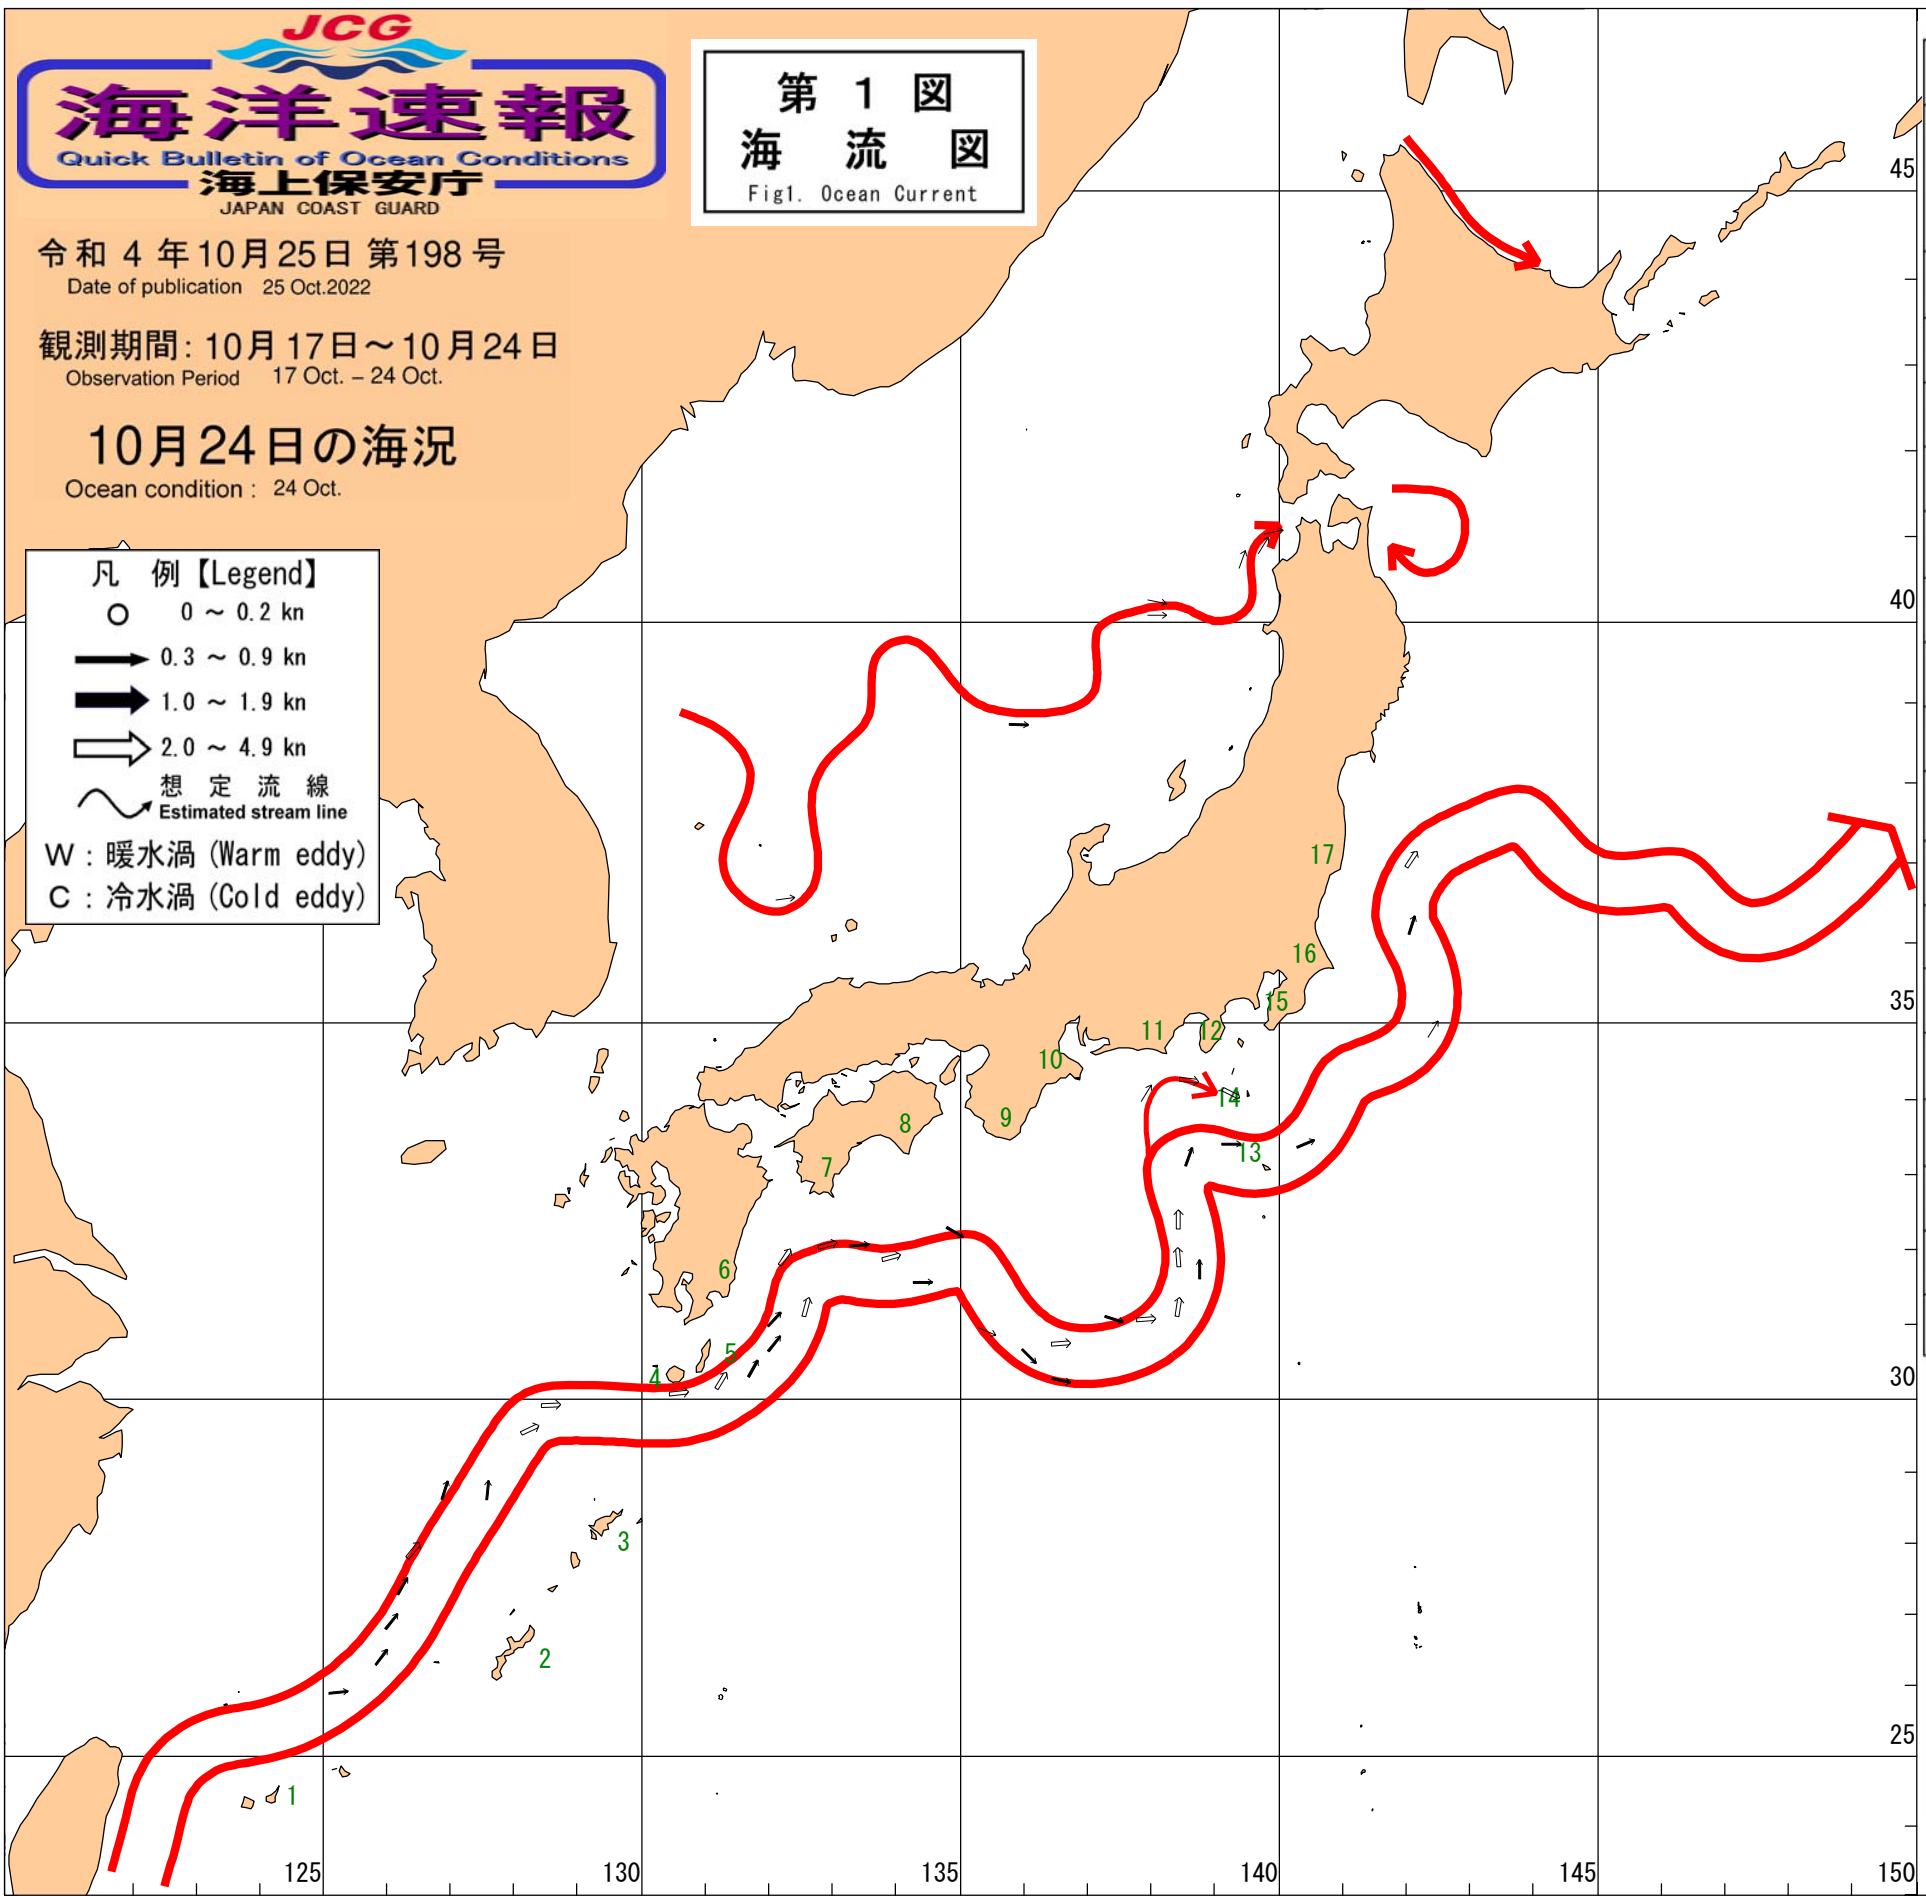 JCG
海洋速報
Quick Bulletin of Ocean Conditions
海上保安庁
JAPAN COAST GUARD
令和 4 年10月25日 第198 号
Date of publication 25 Oct.2022
観測期間: 10月17日～10月24日
Observation Period 17 Oct. – 24 Oct.
10月24日の海況
Ocean condition : 24 Oct.
第 1 図
海 流 図
Fig1. Ocean Current
凡 例【Legend】
0 ～ 0.2 kn
0.3 ～ 0.9 kn
1.0 ～ 1.9 kn
2.0 ～ 4.9 kn
想 定 流 線
Estimated stream line
W : 暖水渦 (Warm eddy)
C : 冷水渦 (Cold eddy)
45
40
35
30
25
17
16
15
12
11
10
14
9
8
13
7
6
5
4
3
2
1
125
130
135
140
145
150